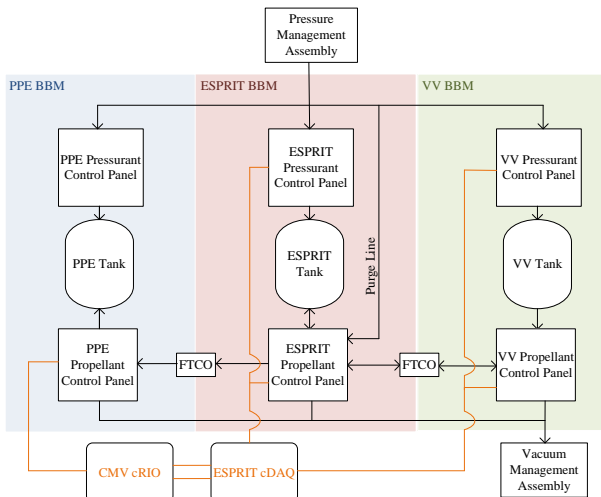 Pressure
Management
Assembly
PPE BBM
ESPRIT BBM
VV BBM
PPE Pressurant
Control Panel
ESPRIT
Pressurant
Control Panel
VV Pressurant
Control Panel
PPE Tank
ESPRIT
Tank
Purge Line
VV Tank
PPE
Propellant
Control Panel
FTCO
ESPRIT
Propellant
Control Panel
FTCO
VV Propellant
Control Panel
CMV cRIO
ESPRIT cDAQ
Vacuum
Management
Assembly